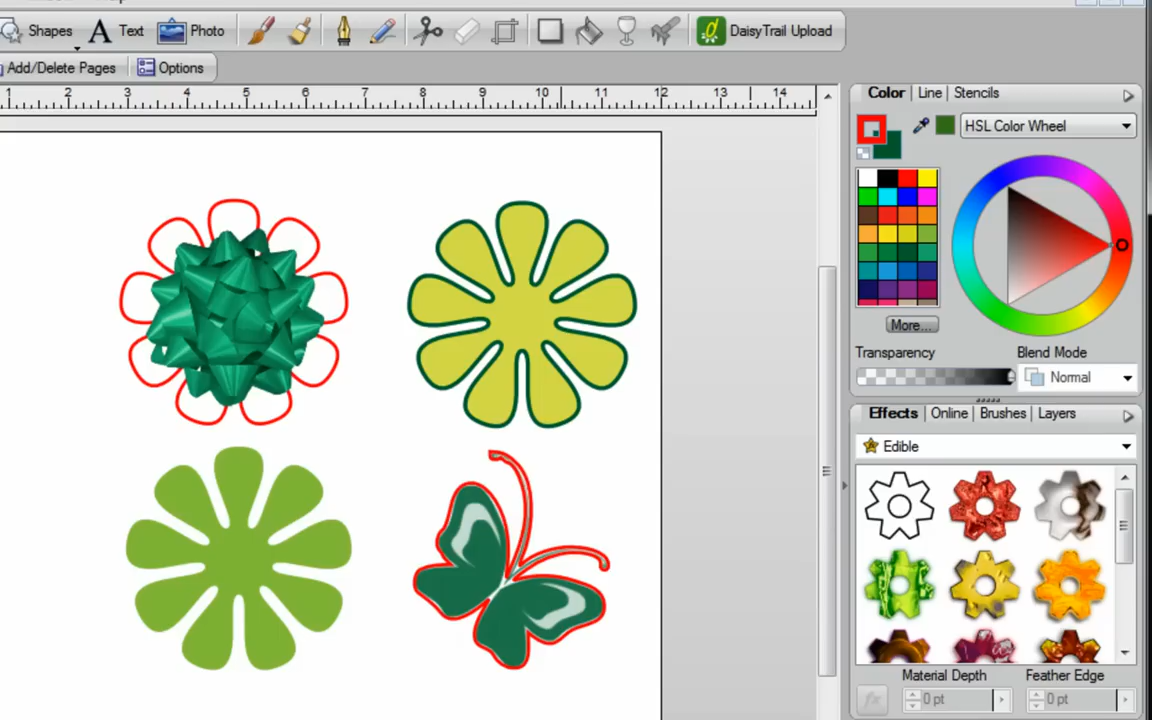 Shapes Text Photo DaisyTrail Upload
Add/Delete Pages Options
1 2 3 4 5 6 7 8 9 10 11 12 13 14
Color Line Stencils
HSL Color Wheel
More...
Transparency Blend Mode
Normal
Effects Online Brushes Layers
Edible
Material Depth Feather Edge
fx 0 pt 0 pt